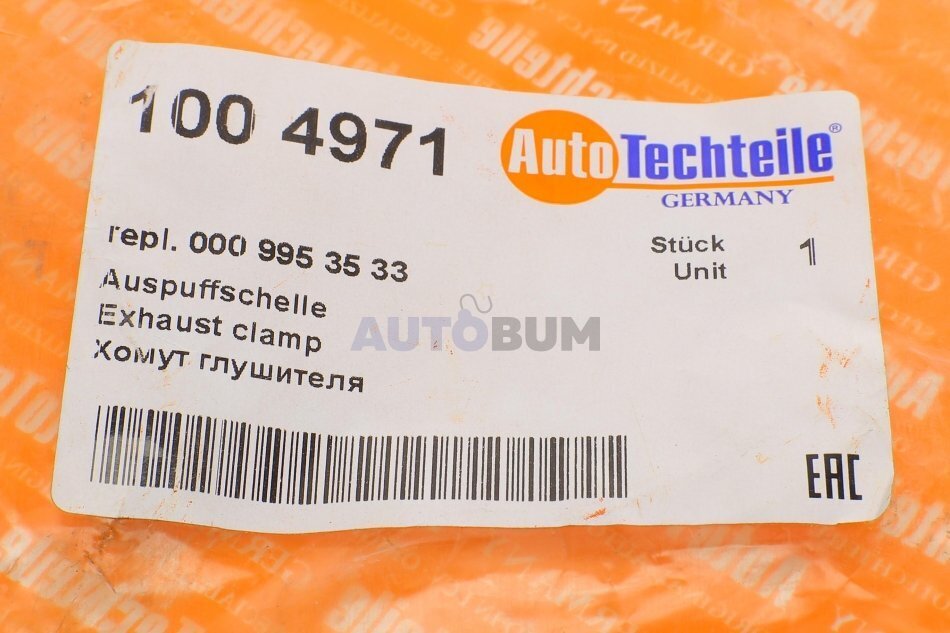 100 4971
AutoTechteile®
GERMANY
repl. 000 995 35 33
Stück 1
Unit
Auspuffschelle
Exhaust clamp
Хомут глушителя
AUTOBUM
EAC